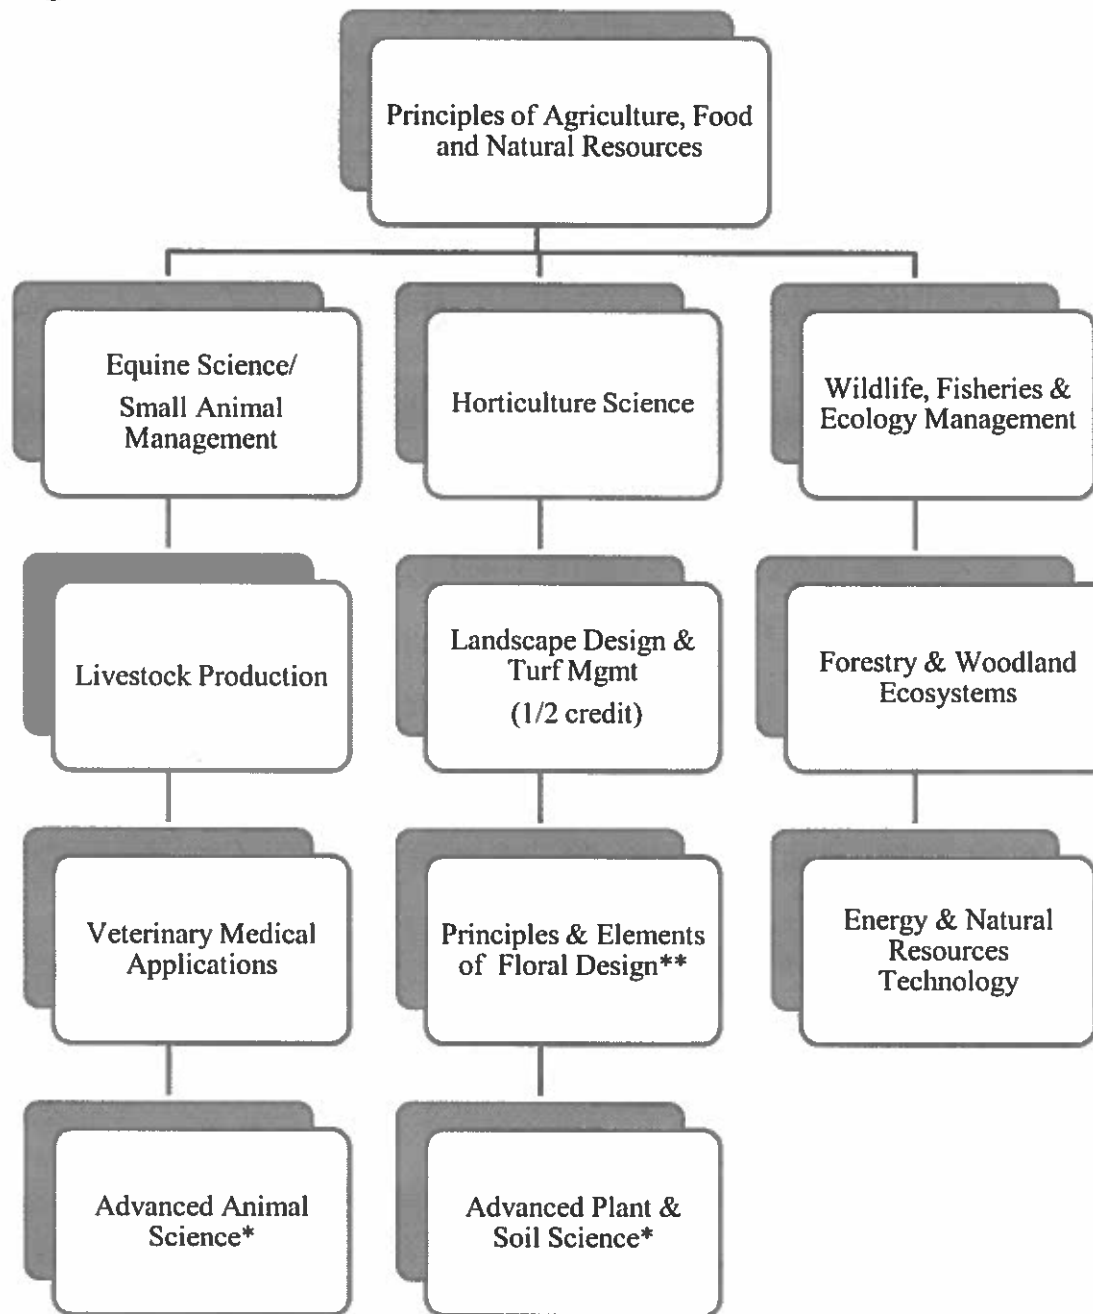 Principles of Agriculture, Food
and Natural Resources
Equine Science/
Small Animal
Management
Horticulture Science
Wildlife, Fisheries &
Ecology Management
Livestock Production
Landscape Design &
Turf Mgmt
(1/2 credit)
Forestry & Woodland
Ecosystems
Veterinary Medical
Applications
Principles & Elements
of Floral Design**
Energy & Natural
Resources
Technology
Advanced Animal
Science*
Advanced Plant &
Soil Science*